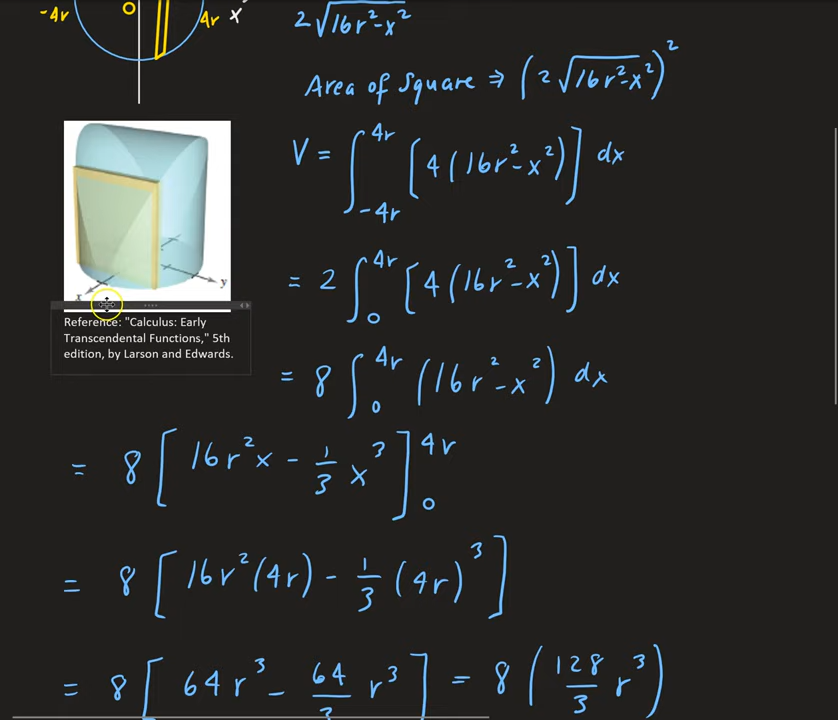 -4r 0 4r x
2√(16r²-x²)
Area of Square ⇒ (2√(16r²-x²))²
V = ∫_{-4r}^{4r} [4(16r²-x²)] dx
= 2 ∫_{0}^{4r} [4(16r²-x²)] dx
x y
Reference: "Calculus: Early
Transcendental Functions," 5th
edition, by Larson and Edwards.
= 8 ∫_{0}^{4r} (16r²-x²) dx
= 8 [16r²x - 1/3 x³]_{0}^{4r}
= 8 [16r²(4r) - 1/3 (4r)³]
= 8 [64r³ - 64/3 r³] = 8 (128/3 r³)